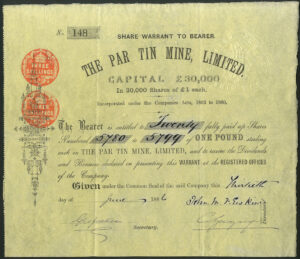 No. 148
SHARE WARRANT TO BEARER.
THE PAR TIN MINE, LIMITED.
CAPITAL £30,000
In 30,000 Shares of £1 each.
Incorporated under the Companies Acts, 1862 to 1880.
The Bearer is entitled to Twenty fully paid up Shares
Numbered 5780 to 5799 of ONE POUND sterling
each in THE PAR TIN MINE, LIMITED, and to receive the Dividends
and Bonuses declared on presenting this WARRANT at the REGISTERED OFFICES
of the Company.
Given under the Common Seal of the said Company this Thirtieth
day of June
Secretary.
THREE
SHILLINGS